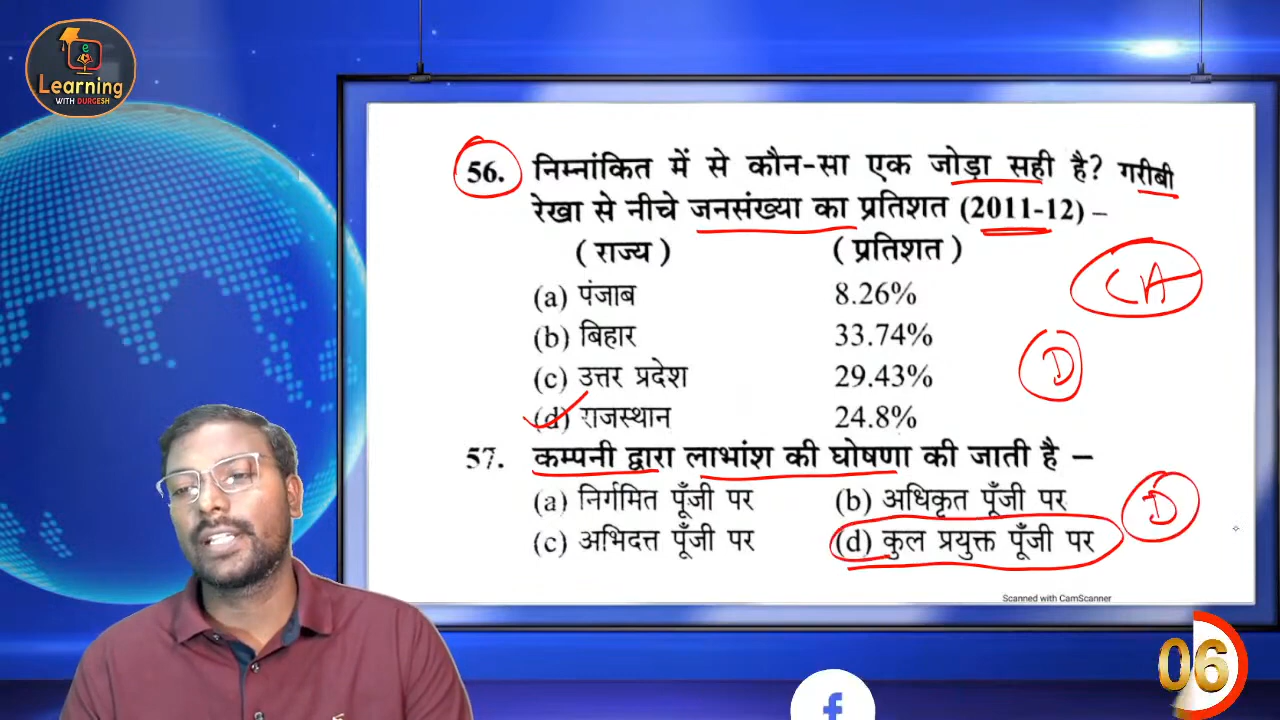 e
Learning
WITH DURGESH
56. निम्नांकित में से कौन-सा एक जोड़ा सही है? गरीबी
रेखा से नीचे जनसंख्या का प्रतिशत (2011-12) –
( राज्य ) ( प्रतिशत )
(a) पंजाब 8.26%
(b) बिहार 33.74%
(c) उत्तर प्रदेश 29.43%
(d) राजस्थान 24.8%
CA
D
57. कम्पनी द्वारा लाभांश की घोषणा की जाती है –
(a) निर्गमित पूँजी पर (b) अधिकृत पूँजी पर
(c) अभिदत्त पूँजी पर (d) कुल प्रयुक्त पूँजी पर
D
Scanned with CamScanner
06
f